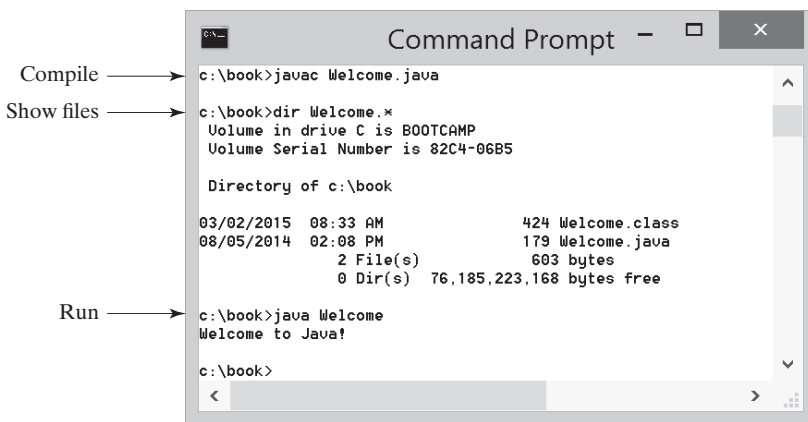 C:\
Command Prompt
Compile
c:\book>javac Welcome.java
Show files
c:\book>dir Welcome.*
Volume in drive C is BOOTCAMP
Volume Serial Number is 82C4-06B5
Directory of c:\book
03/02/2015 08:33 AM 424 Welcome.class
08/05/2014 02:08 PM 179 Welcome.java
2 File(s) 603 bytes
0 Dir(s) 76,185,223,168 bytes free
Run
c:\book>java Welcome
Welcome to Java!
c:\book>